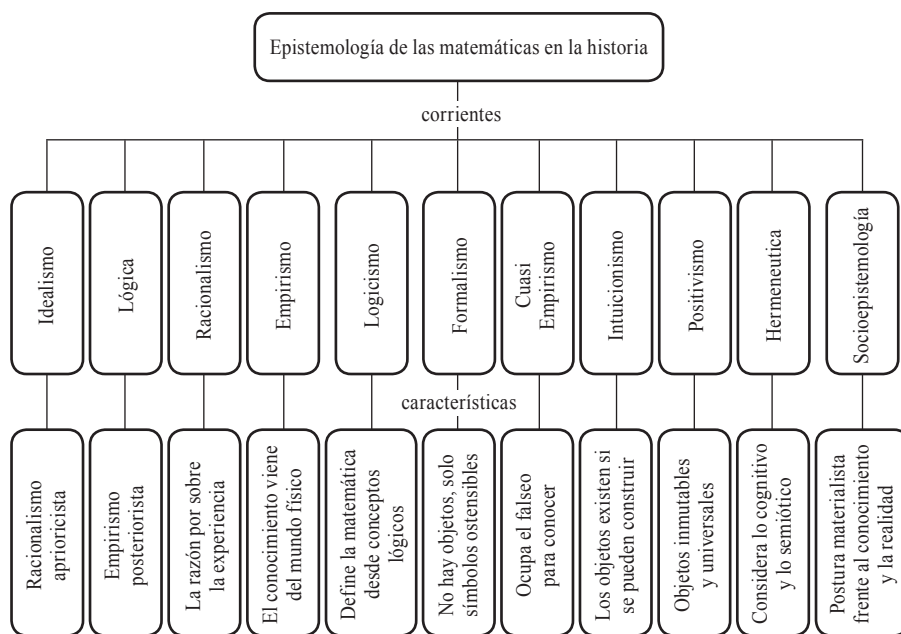 Epistemología de las matemáticas en la historia
corrientes
Idealismo
Lógica
Racionalismo
Empirismo
Logicismo
Formalismo
Cuasi
Empirismo
Intuicionismo
Positivismo
Hermeneutica
Socioepistemología
características
Racionalismo
apriioricista
Empirismo
posteriorista
La razón por sobre
la experiencia
El conocimiento viene
del mundo físico
Define la matemática
desde conceptos
lógicos
No hay objetos, solo
símbolos ostensibles
Ocupa el falseo
para conocer
Los objetos existen si
se pueden construir
Objetos inmutables
y universales
Considera lo cognitivo
y lo semiótico
Postura materialista
frente al conocimiento
y la realidad